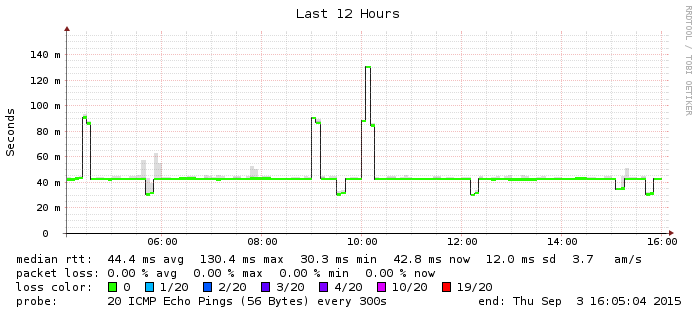 Last 12 Hours
RRDTOOL / TOBI OETIKER
Seconds
140 m
120 m
100 m
80 m
60 m
40 m
20 m
0
06:00 08:00 10:00 12:00 14:00 16:00
median rtt: 44.4 ms avg 130.4 ms max 30.3 ms min 42.8 ms now 12.0 ms sd 3.7 am/s
packet loss: 0.00 % avg 0.00 % max 0.00 % min 0.00 % now
loss color: 0 1/20 2/20 3/20 4/20 10/20 19/20
probe: 20 ICMP Echo Pings (56 Bytes) every 300s end: Thu Sep 3 16:05:04 2015